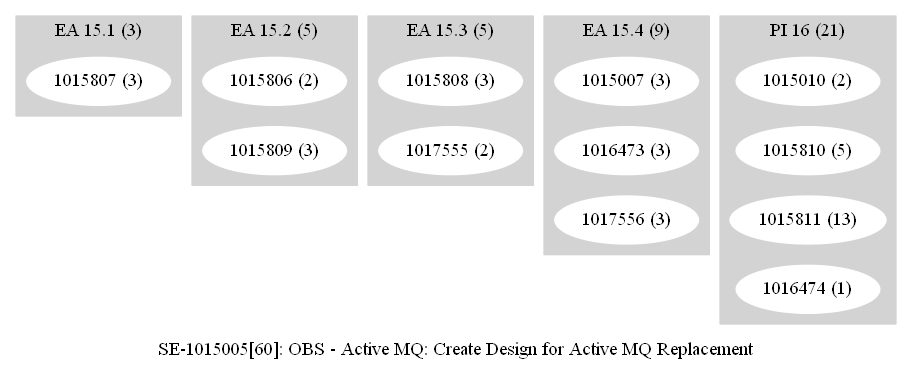 EA 15.1 (3)
1015807 (3)
EA 15.2 (5)
1015806 (2)
1015809 (3)
EA 15.3 (5)
1015808 (3)
1017555 (2)
EA 15.4 (9)
1015007 (3)
1016473 (3)
1017556 (3)
PI 16 (21)
1015010 (2)
1015810 (5)
1015811 (13)
1016474 (1)
SE-1015005[60]: OBS - Active MQ: Create Design for Active MQ Replacement